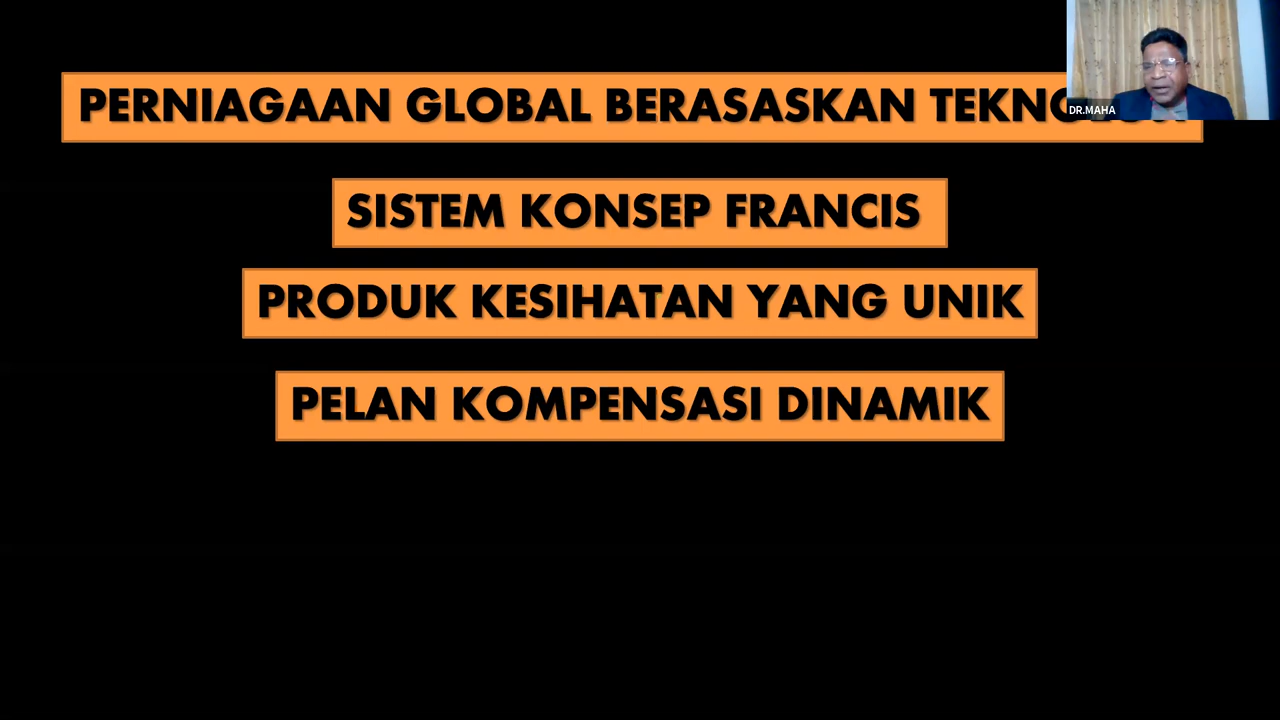 PERNIAGAAN GLOBAL BERASASKAN
DR.MAHA
SISTEM KONSEP FRANCIS
PRODUK KESIHATAN YANG UNIK
PELAN KOMPENSASI DINAMIK